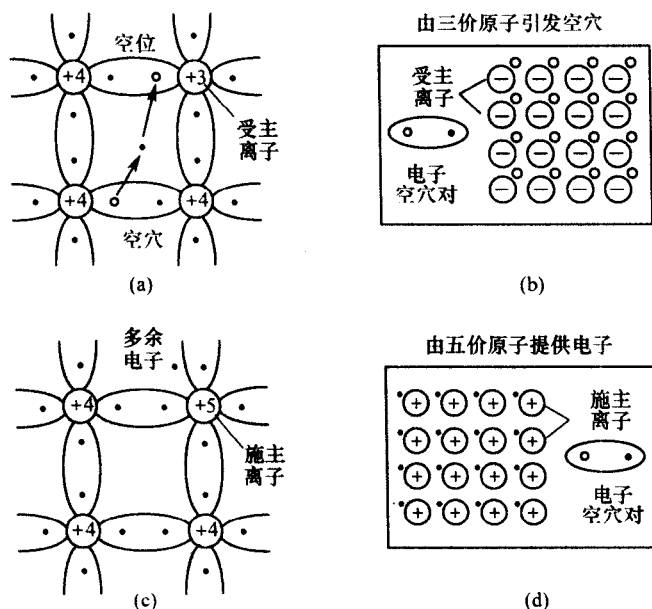 空位
+4
+3
受主
离子
+4
+4
空穴
(a)
由三价原子引发空穴
受主
离子
− − − −
− − − −
− − − −
− − − −
电子
空穴对
(b)
多余
电子
+4
+5
施主
离子
+4
+4
(c)
由五价原子提供电子
+ + + +
+ + + +
+ + + +
+ + + +
施主
离子
电子
空穴对
(d)